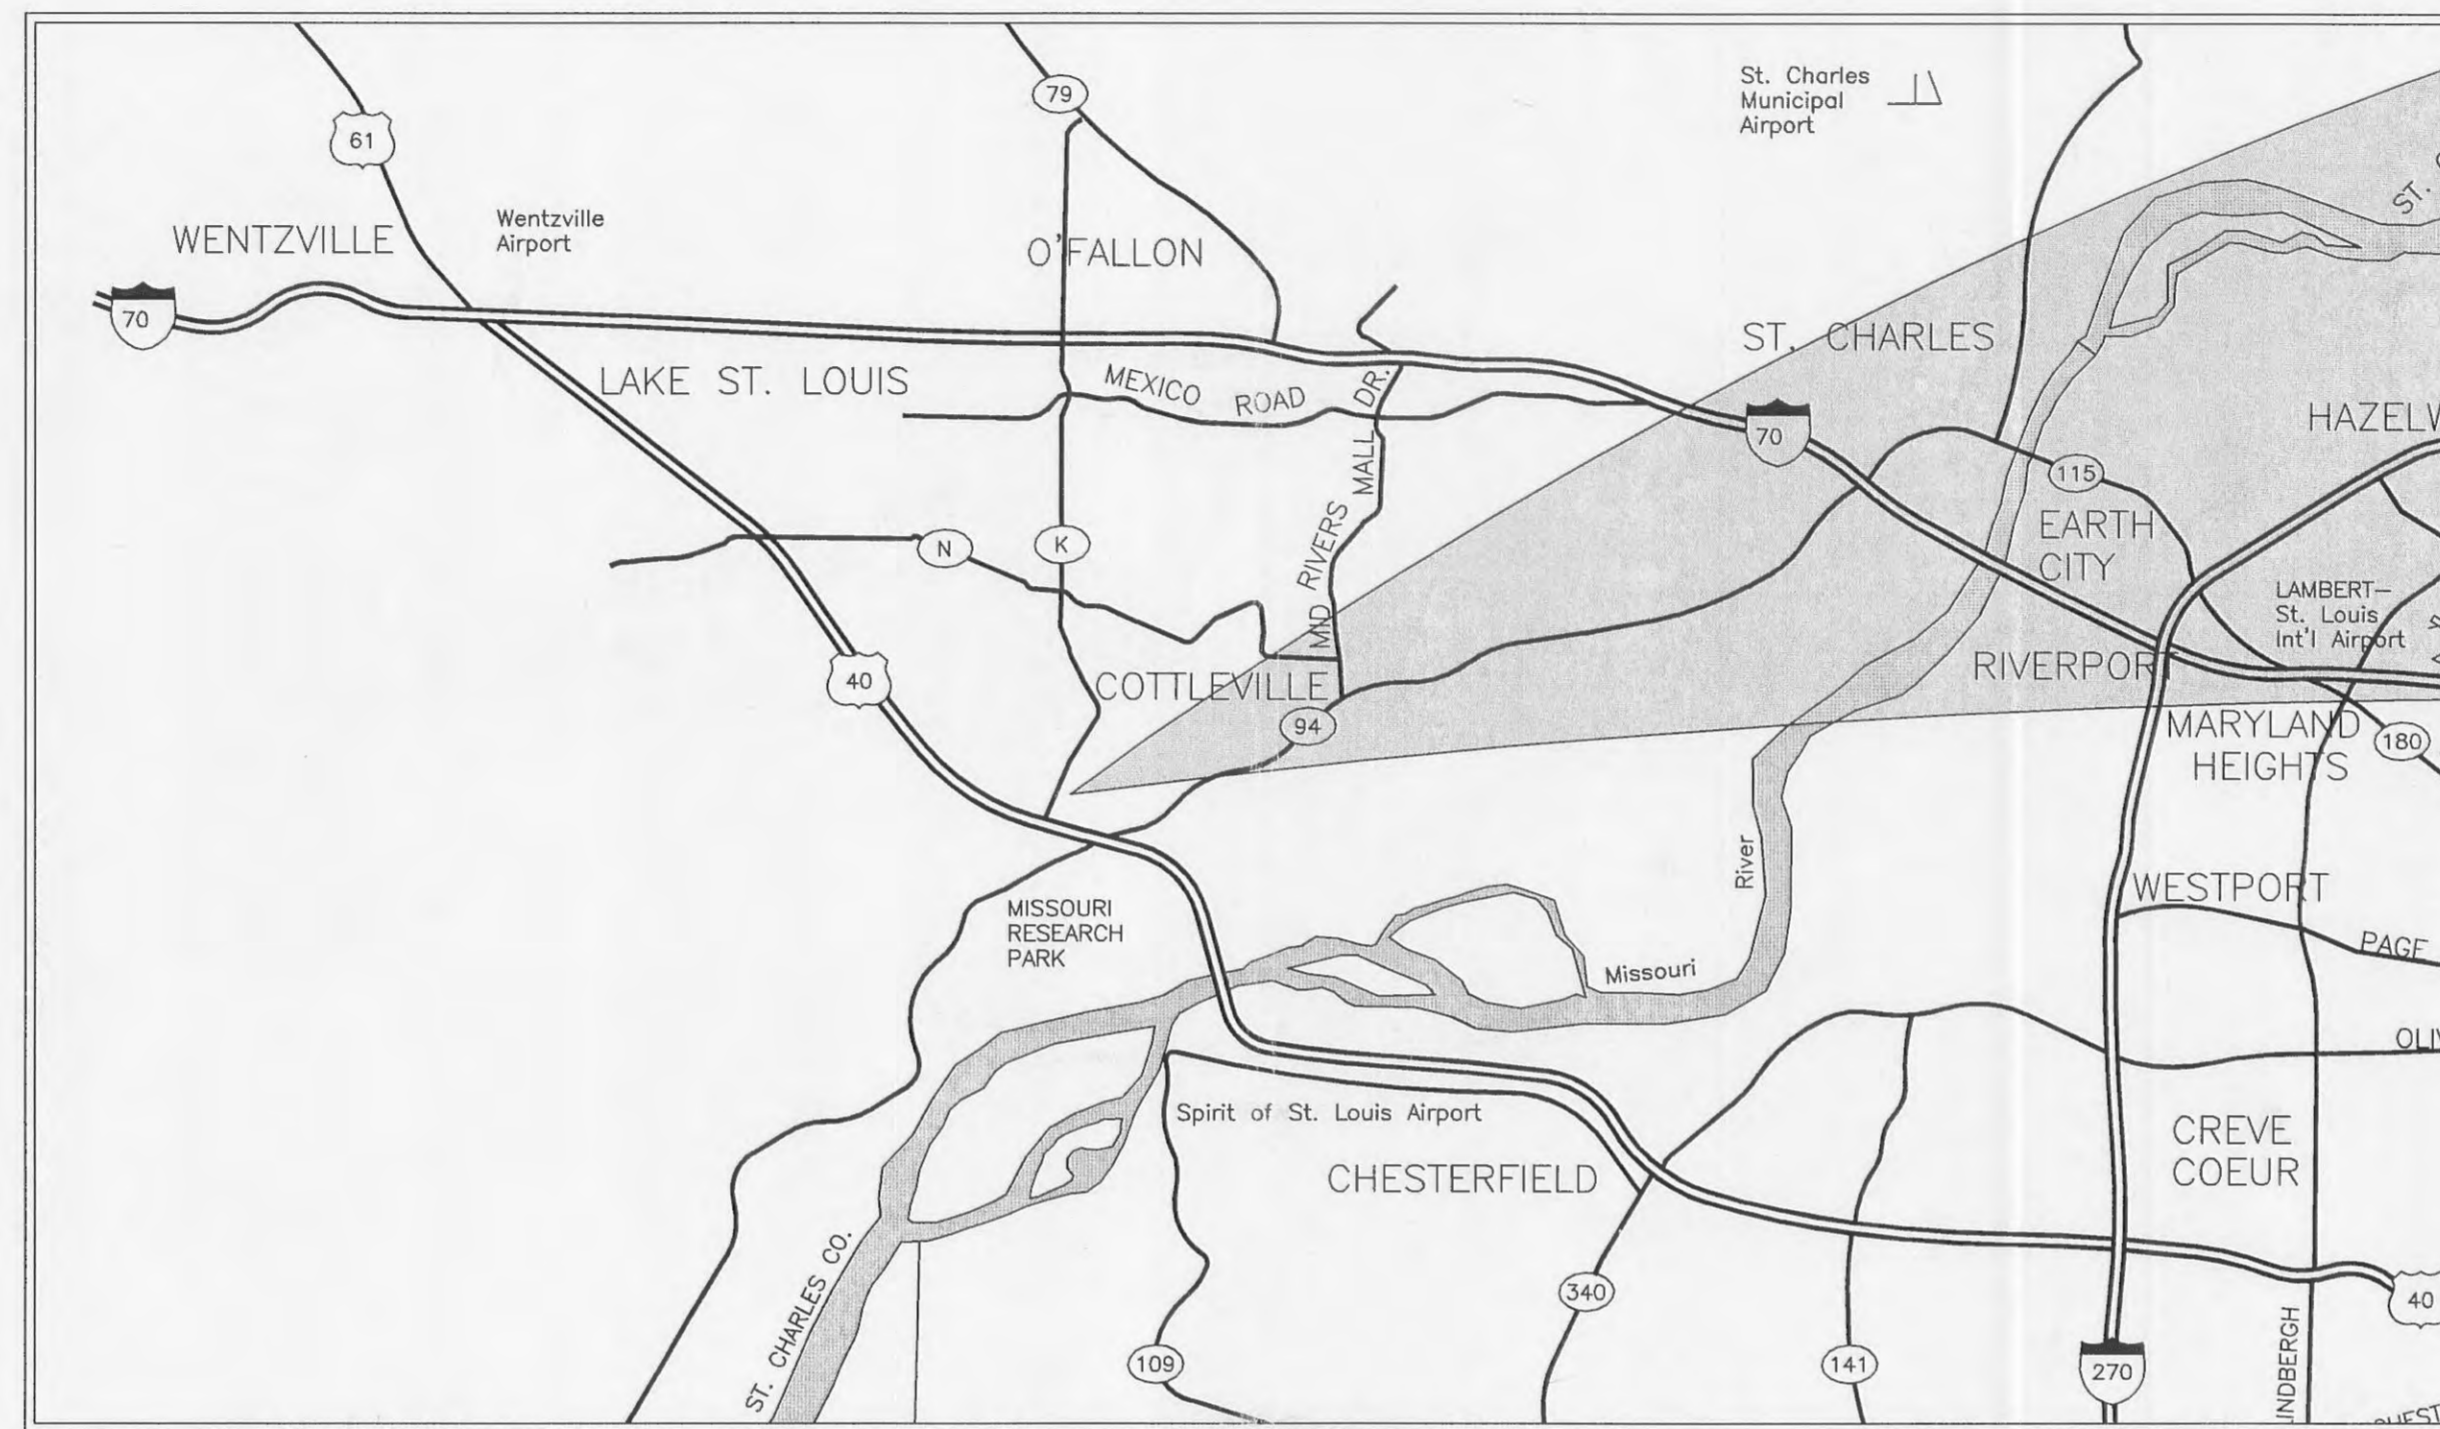 79
St. Charles
Municipal
Airport
61
ST.
Wentzville
Airport
WENTZVILLE
O'FALLON
70
ST. CHARLES
LAKE ST. LOUIS
MEXICO ROAD
MID RIVERS MALL DR.
70
HAZELW
115
EARTH
CITY
N
K
LAMBERT-
St. Louis
Int'l Airport
RIVERPORT
40
COTTLEVILLE
94
MARYLAND
HEIGHTS
180
River
WESTPORT
MISSOURI
RESEARCH
PARK
PAGE
Missouri
OLIV
Spirit of St. Louis Airport
CREVE
COEUR
CHESTERFIELD
ST. CHARLES CO.
340
40
109
141
270
INDBERGH